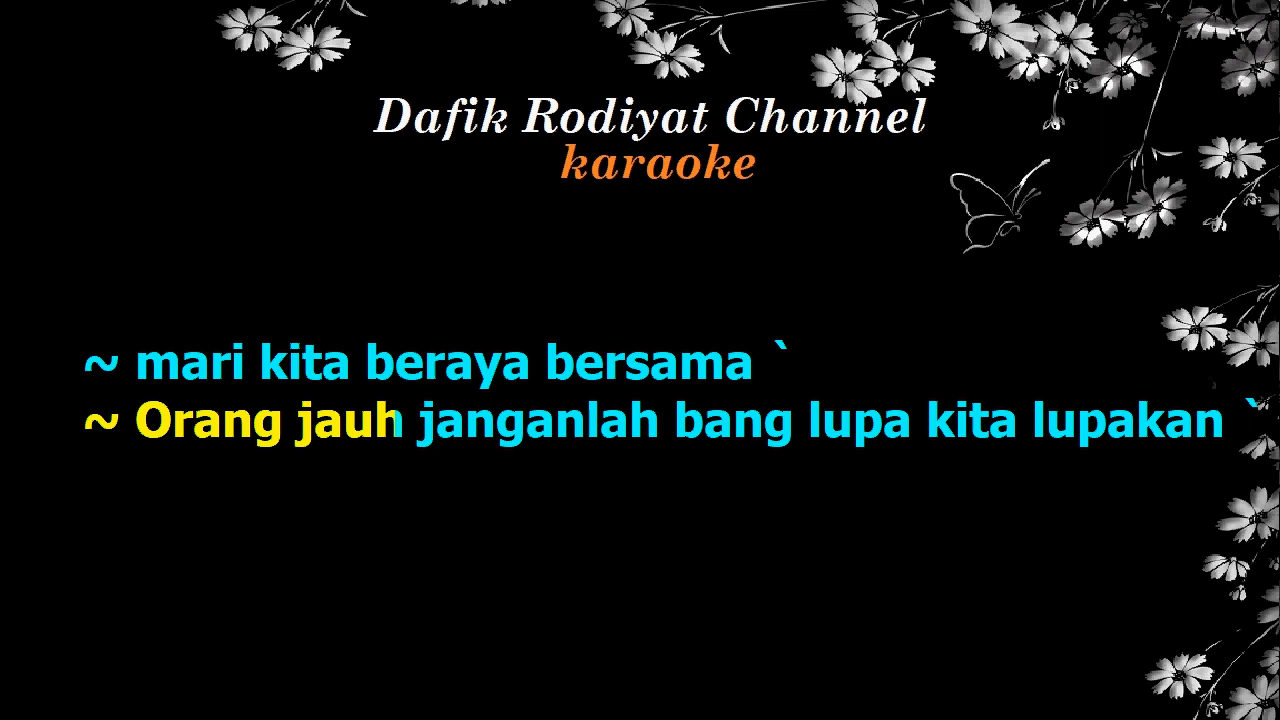 Dafik Rodiyat Channel
karaoke
~ mari kita beraya bersama `
~ Orang jauh janganlah bang lupa kita lupakan `